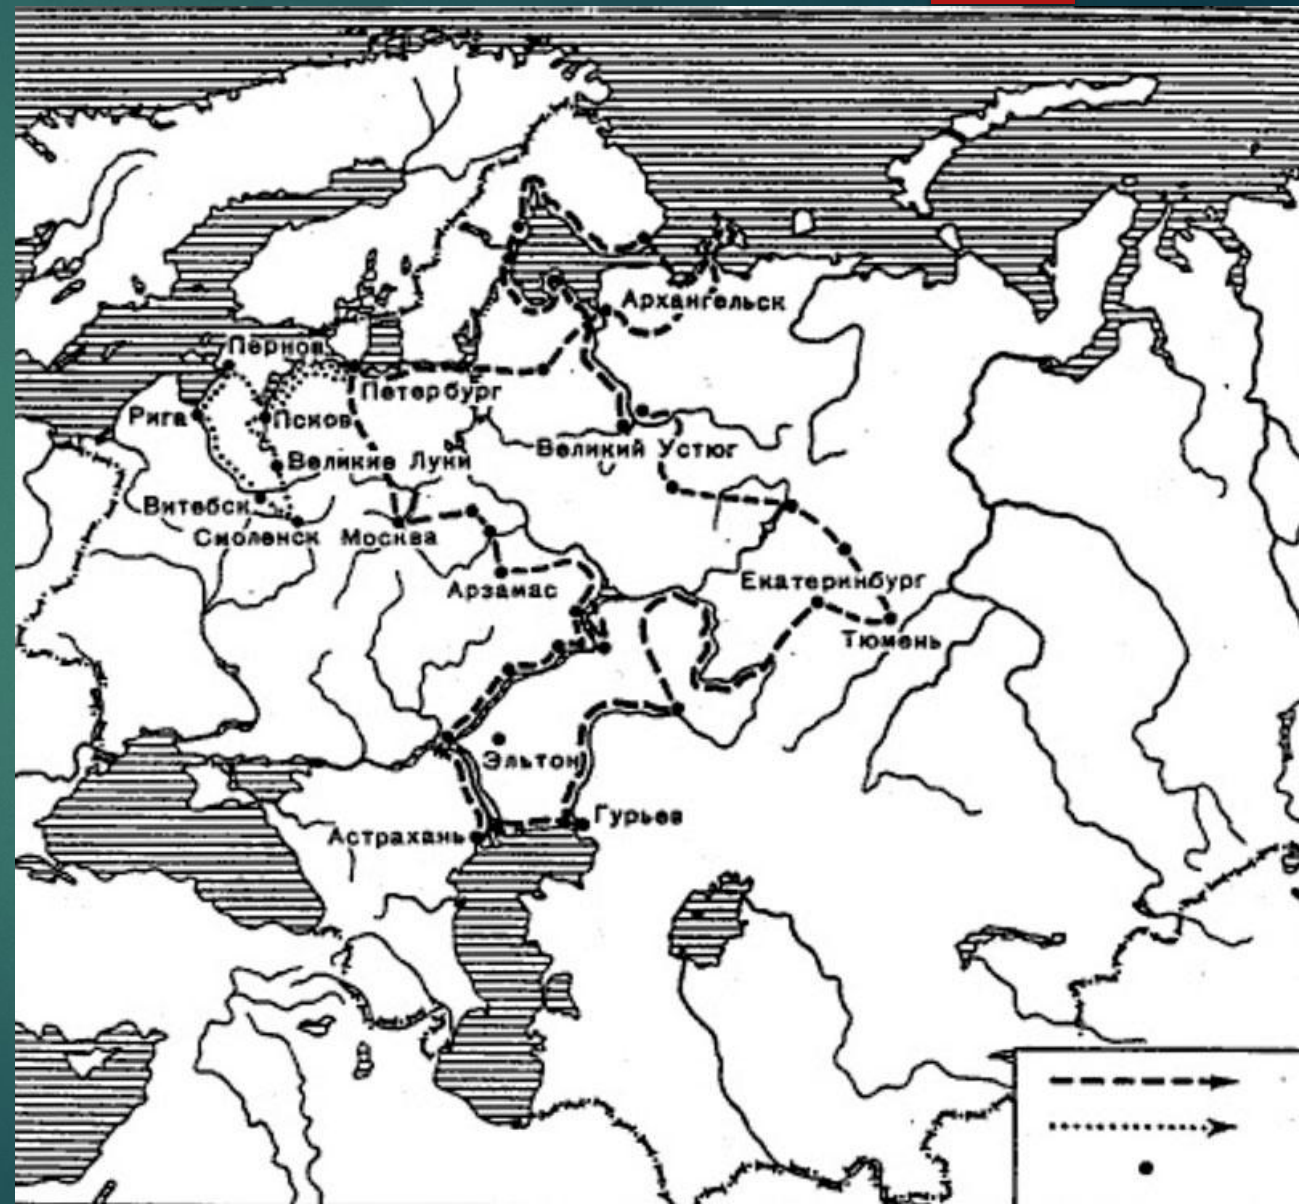 Архангельск
Пернов
Петербург
Рига
Псков
Великий Устюг
Великие Луки
Витебск
Смоленск
Москва
Екатеринбург
Арзамас
Тюмень
Эльтон
Гурьев
Астрахань